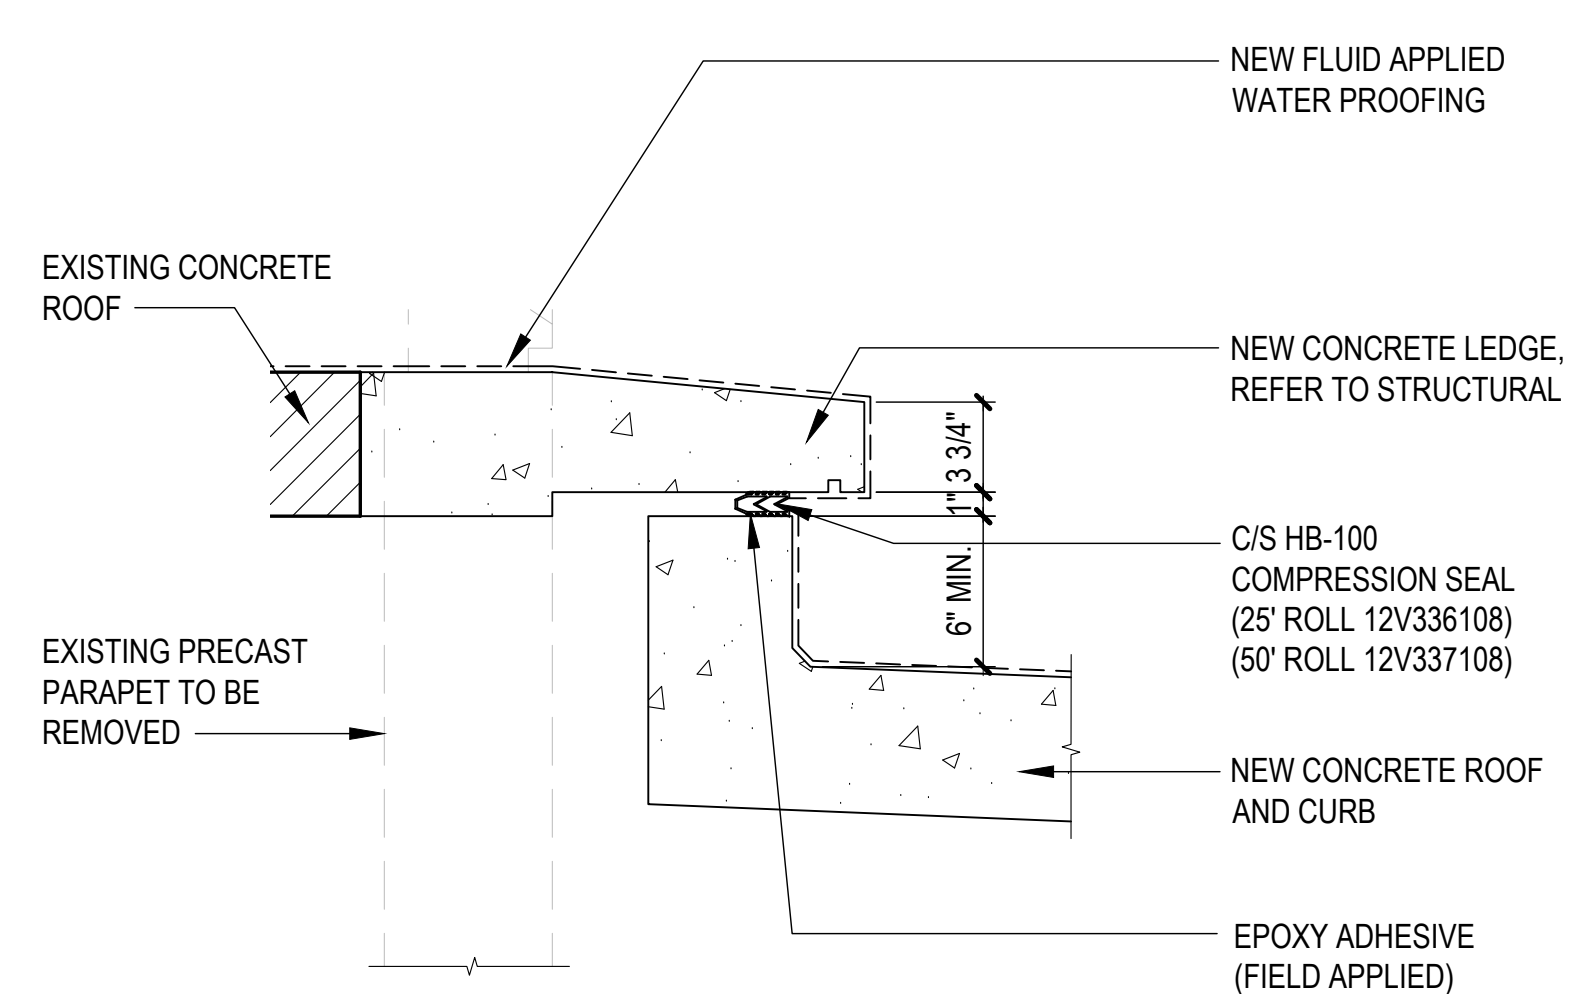 NEW FLUID APPLIED
WATER PROOFING
EXISTING CONCRETE
ROOF
NEW CONCRETE LEDGE,
REFER TO STRUCTURAL
3 3/4"
1"
6" MIN.
C/S HB-100
COMPRESSION SEAL
(25' ROLL 12V336108)
(50' ROLL 12V337108)
EXISTING PRECAST
PARAPET TO BE
REMOVED
NEW CONCRETE ROOF
AND CURB
EPOXY ADHESIVE
(FIELD APPLIED)